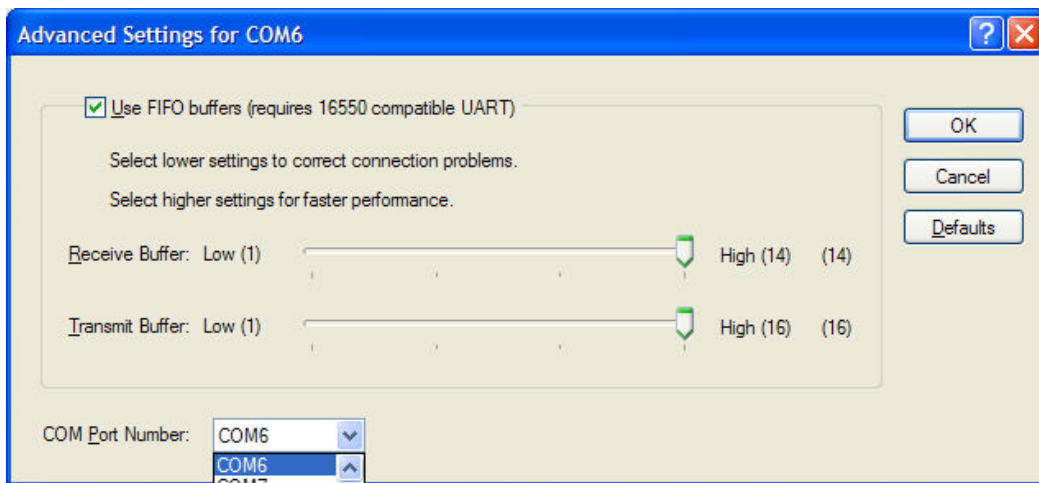 Advanced Settings for COM6
Use FIFO buffers (requires 16550 compatible UART)
OK
Select lower settings to correct connection problems.
Cancel
Select higher settings for faster performance.
Defaults
Receive Buffer: Low (1) High (14) (14)
Transmit Buffer: Low (1) High (16) (16)
COM Port Number: COM6
COM6
COM7